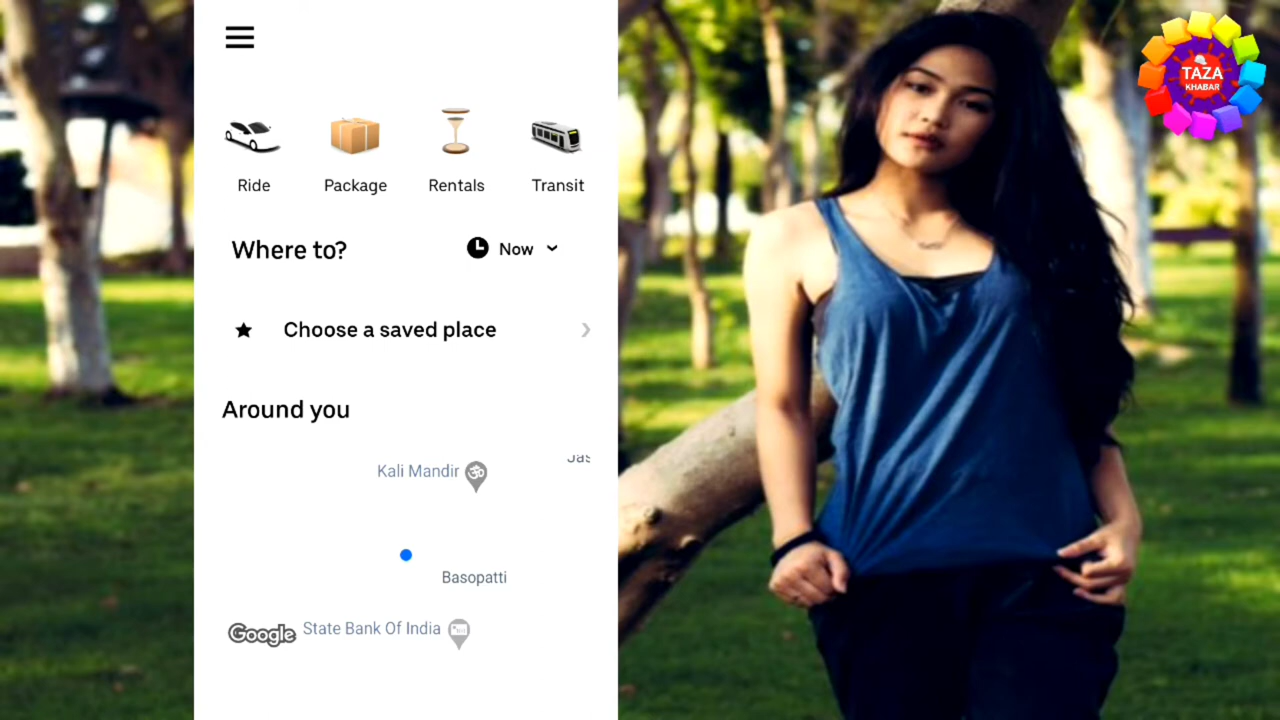 TAZA
KHABAR
Ride
Package
Rentals
Transit
Where to?
Now
Choose a saved place
Around you
Kali Mandir
Basopatti
Google
State Bank Of India